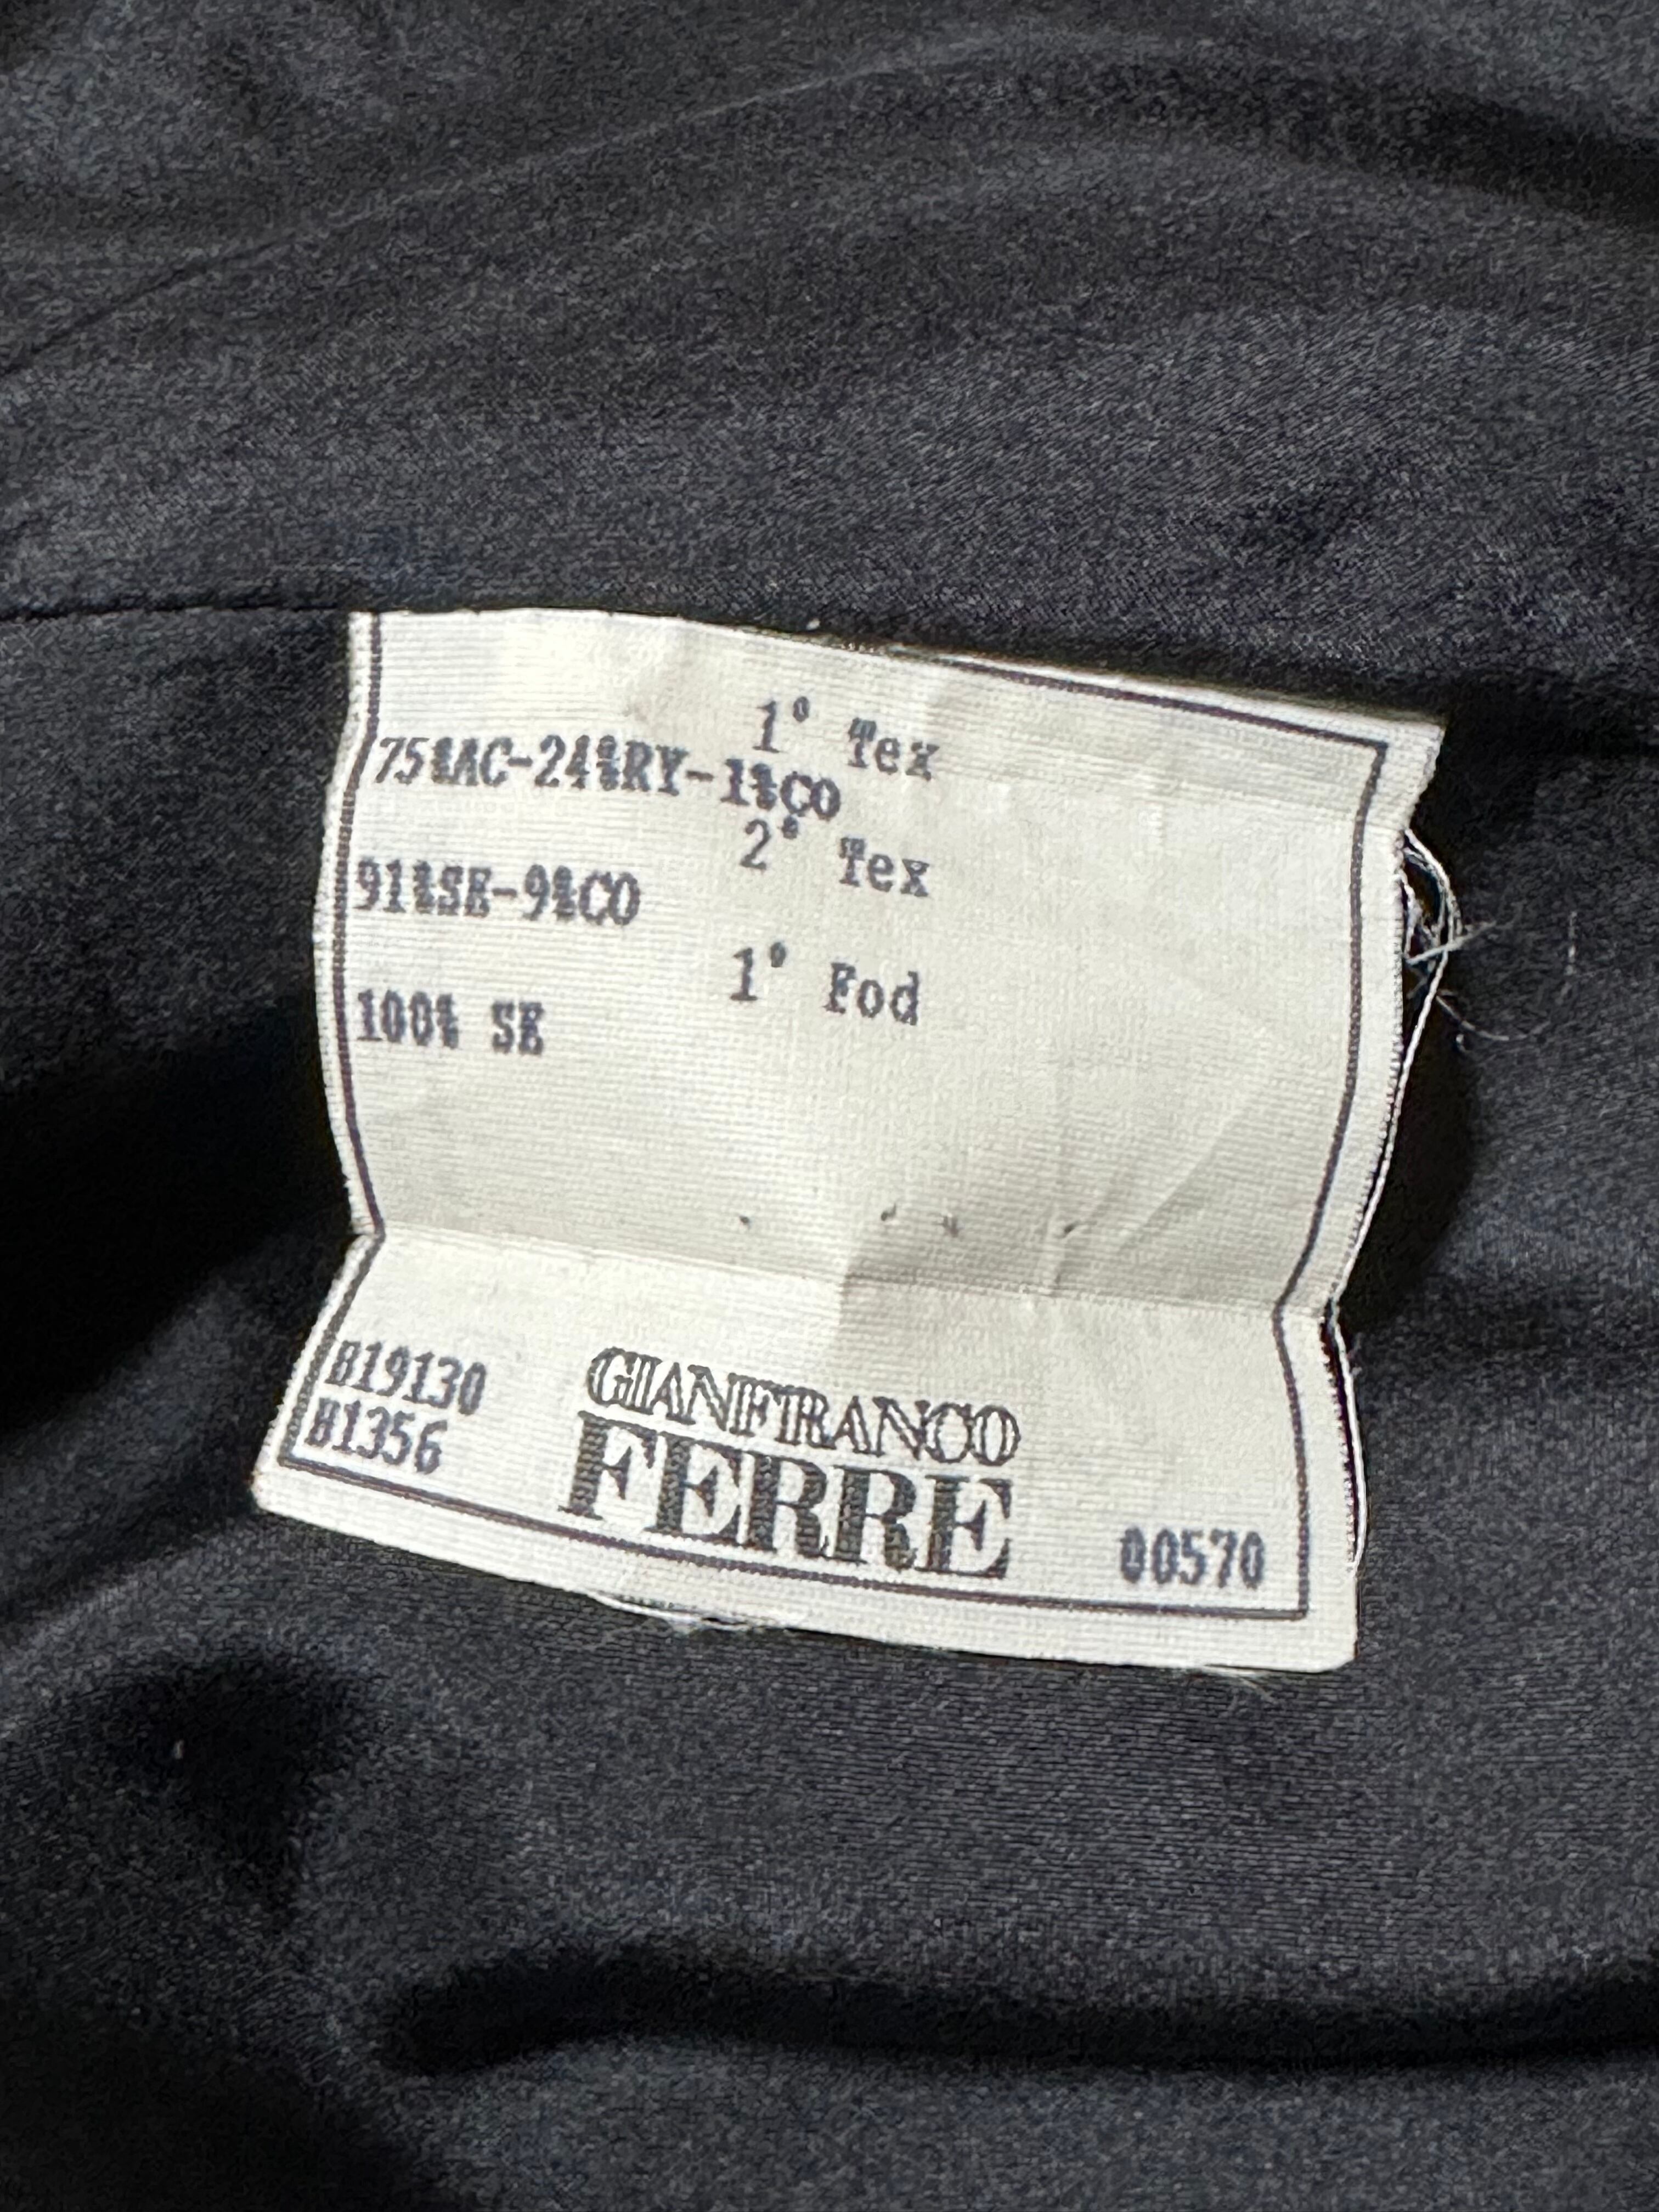 1° Tex
75%AC-24%RY-1%CO
2° Tex
91%SE-9%CO
1° Fod
100% SE
B19130
B1356
GIANFRANCO
FERRE
00570